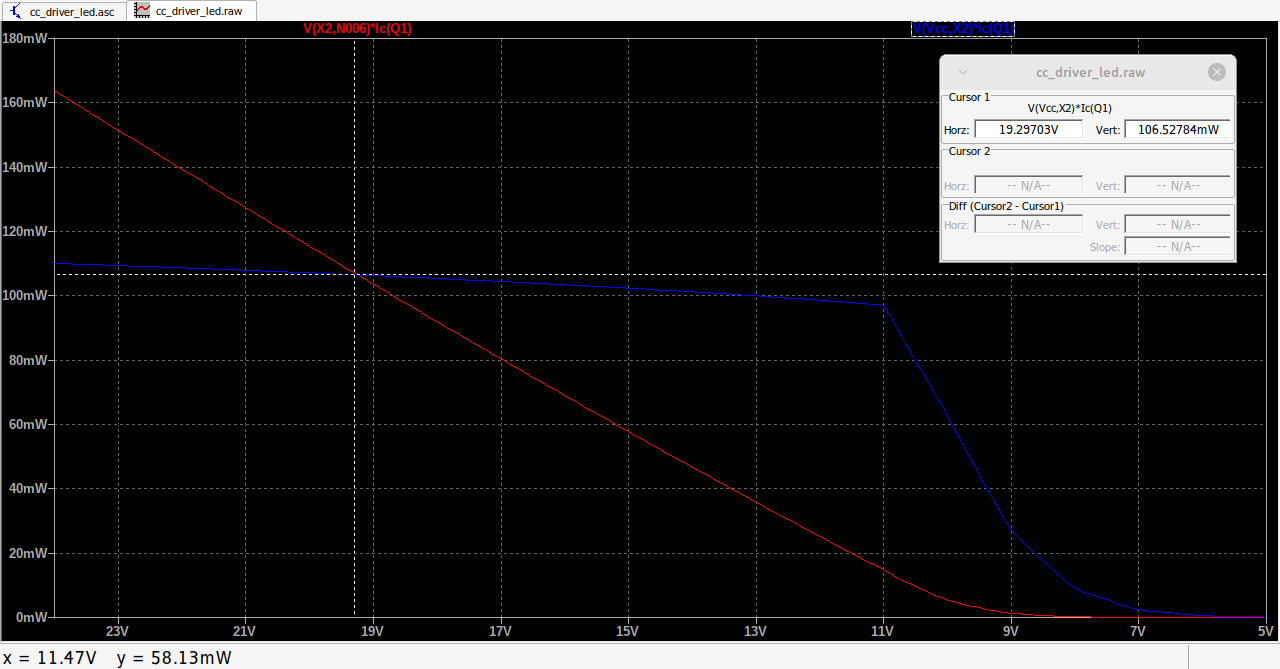 cc_driver_led.asc cc_driver_led.raw
V(X2,N006)*Ic(Q1) V(Vcc,X2)*Ic(Q1)
180mW
160mW
140mW
120mW
100mW
80mW
60mW
40mW
20mW
0mW
23V 21V 19V 17V 15V 13V 11V 9V 7V 5V
cc_driver_led.raw
Cursor 1
V(Vcc,X2)*Ic(Q1)
Horz: 19.29703V Vert: 106.52784mW
Cursor 2
Horz: -- N/A-- Vert: -- N/A--
Diff (Cursor2 - Cursor1)
Horz: -- N/A-- Vert: -- N/A--
Slope: -- N/A--
x = 11.47V y = 58.13mW